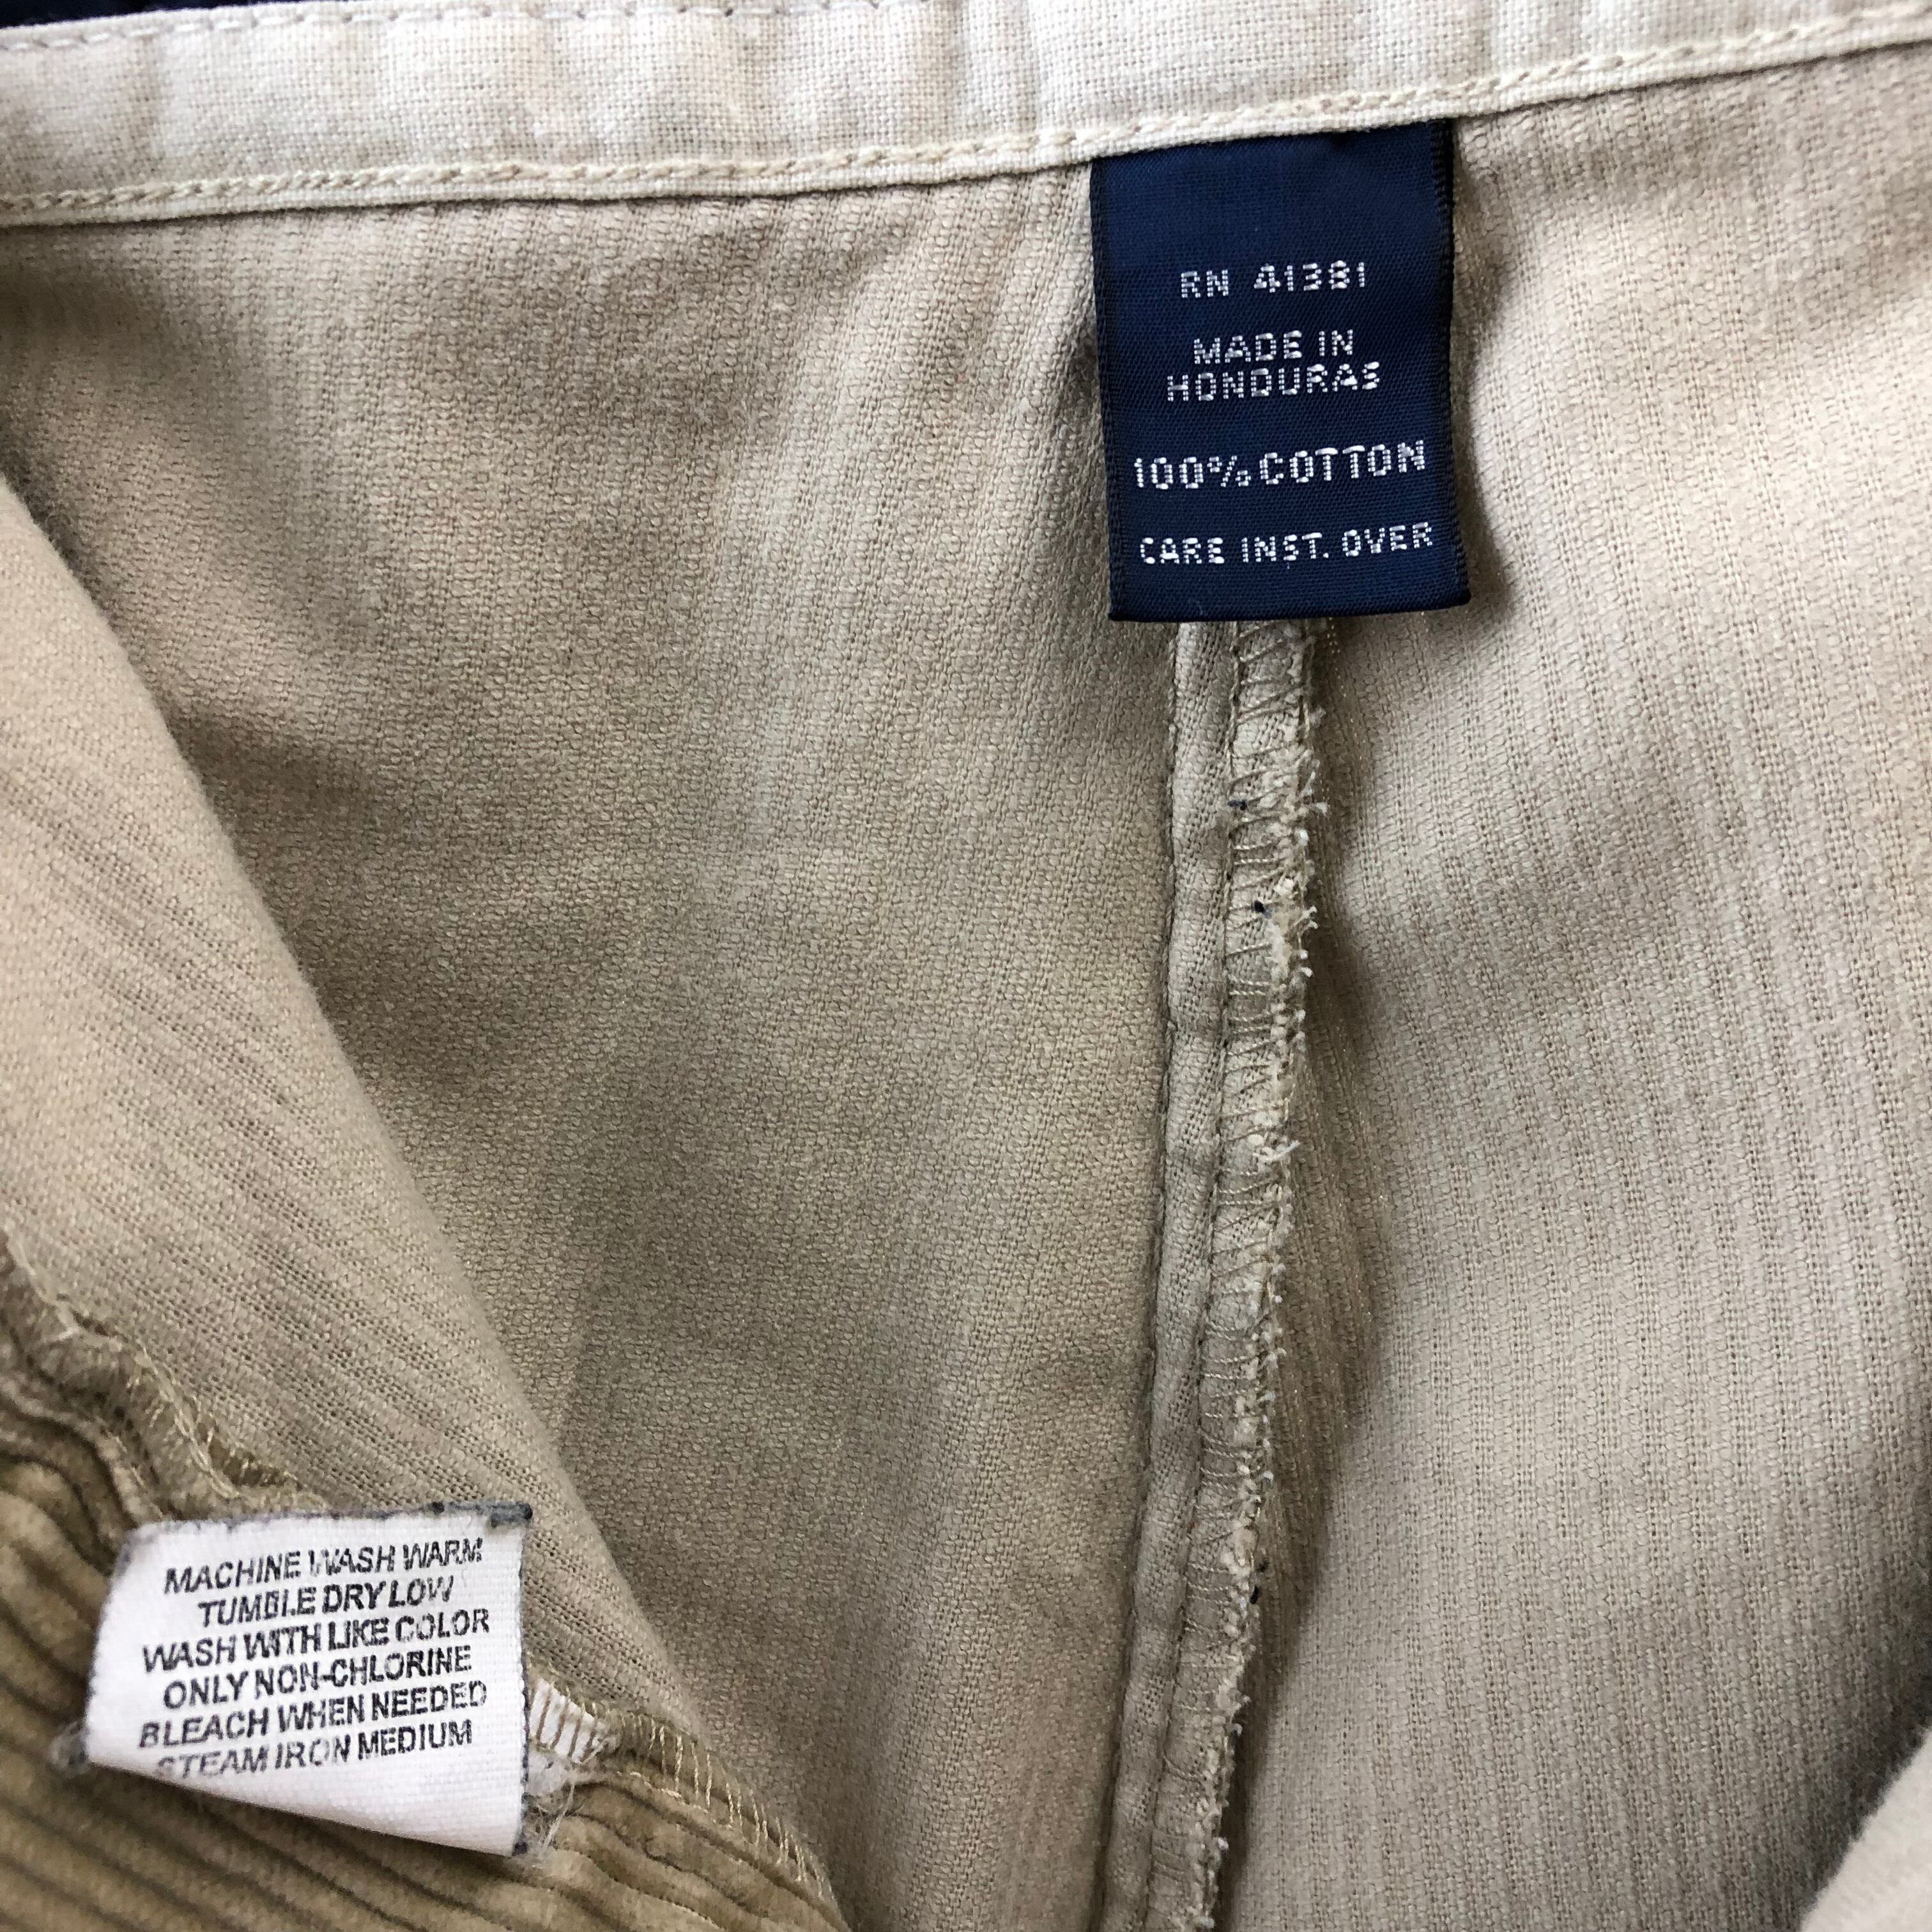 RN 41381
MADE IN
HONDURAS
100% COTTON
CARE INST. OVER
MACHINE WASH WARM
TUMBLE DRY LOW
WASH WITH LIKE COLOR
ONLY NON-CHLORINE
BLEACH WHEN NEEDED
STEAM IRON MEDIUM